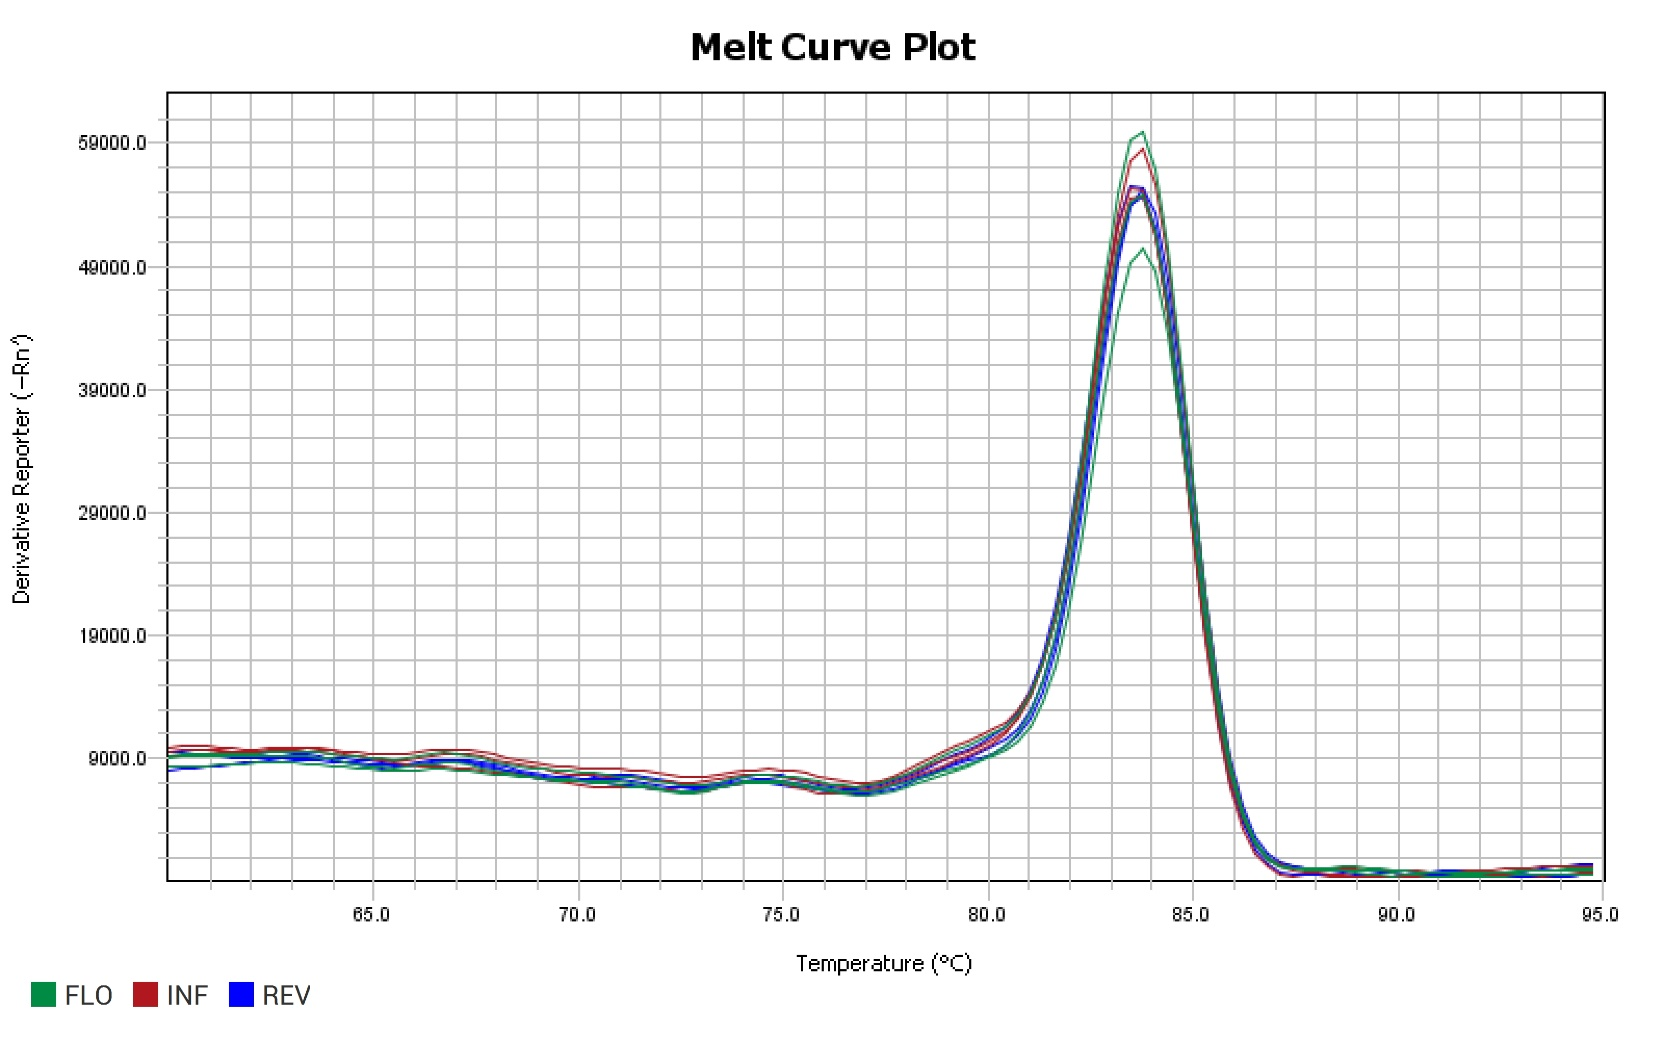 Melt Curve Plot
Derivative Reporter (-Rn')
59000.0
49000.0
39000.0
29000.0
19000.0
9000.0
65.0 70.0 75.0 80.0 85.0 90.0 95.0
Temperature (°C)
FLO INF REV